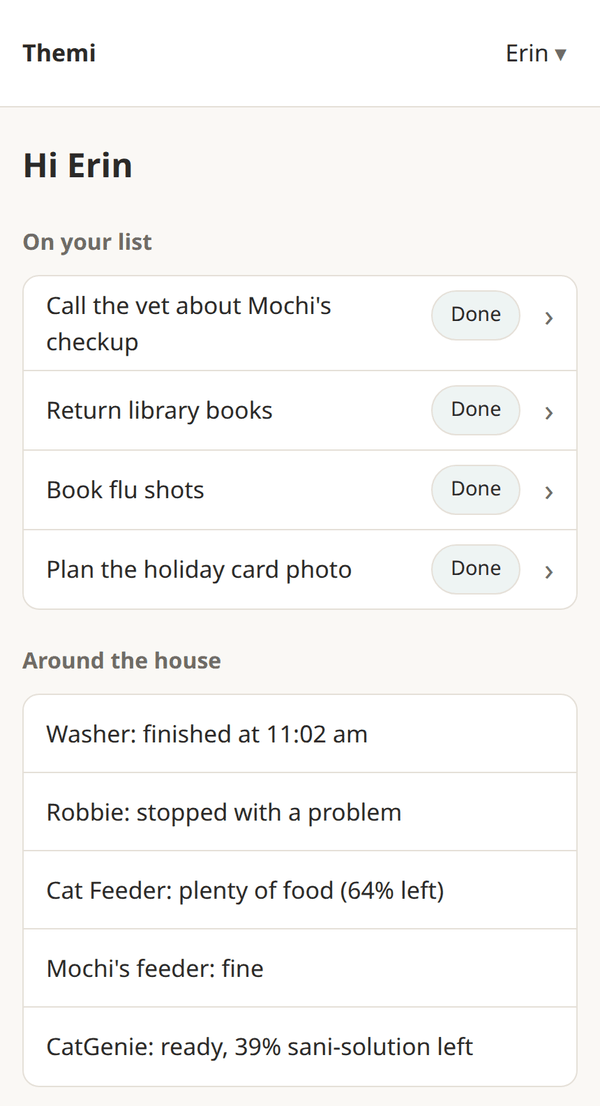 Themi
Erin ▾
Hi Erin
On your list
Call the vet about Mochi's
checkup
Done
Return library books
Done
Book flu shots
Done
Plan the holiday card photo
Done
Around the house
Washer: finished at 11:02 am
Robbie: stopped with a problem
Cat Feeder: plenty of food (64% left)
Mochi's feeder: fine
CatGenie: ready, 39% sani-solution left